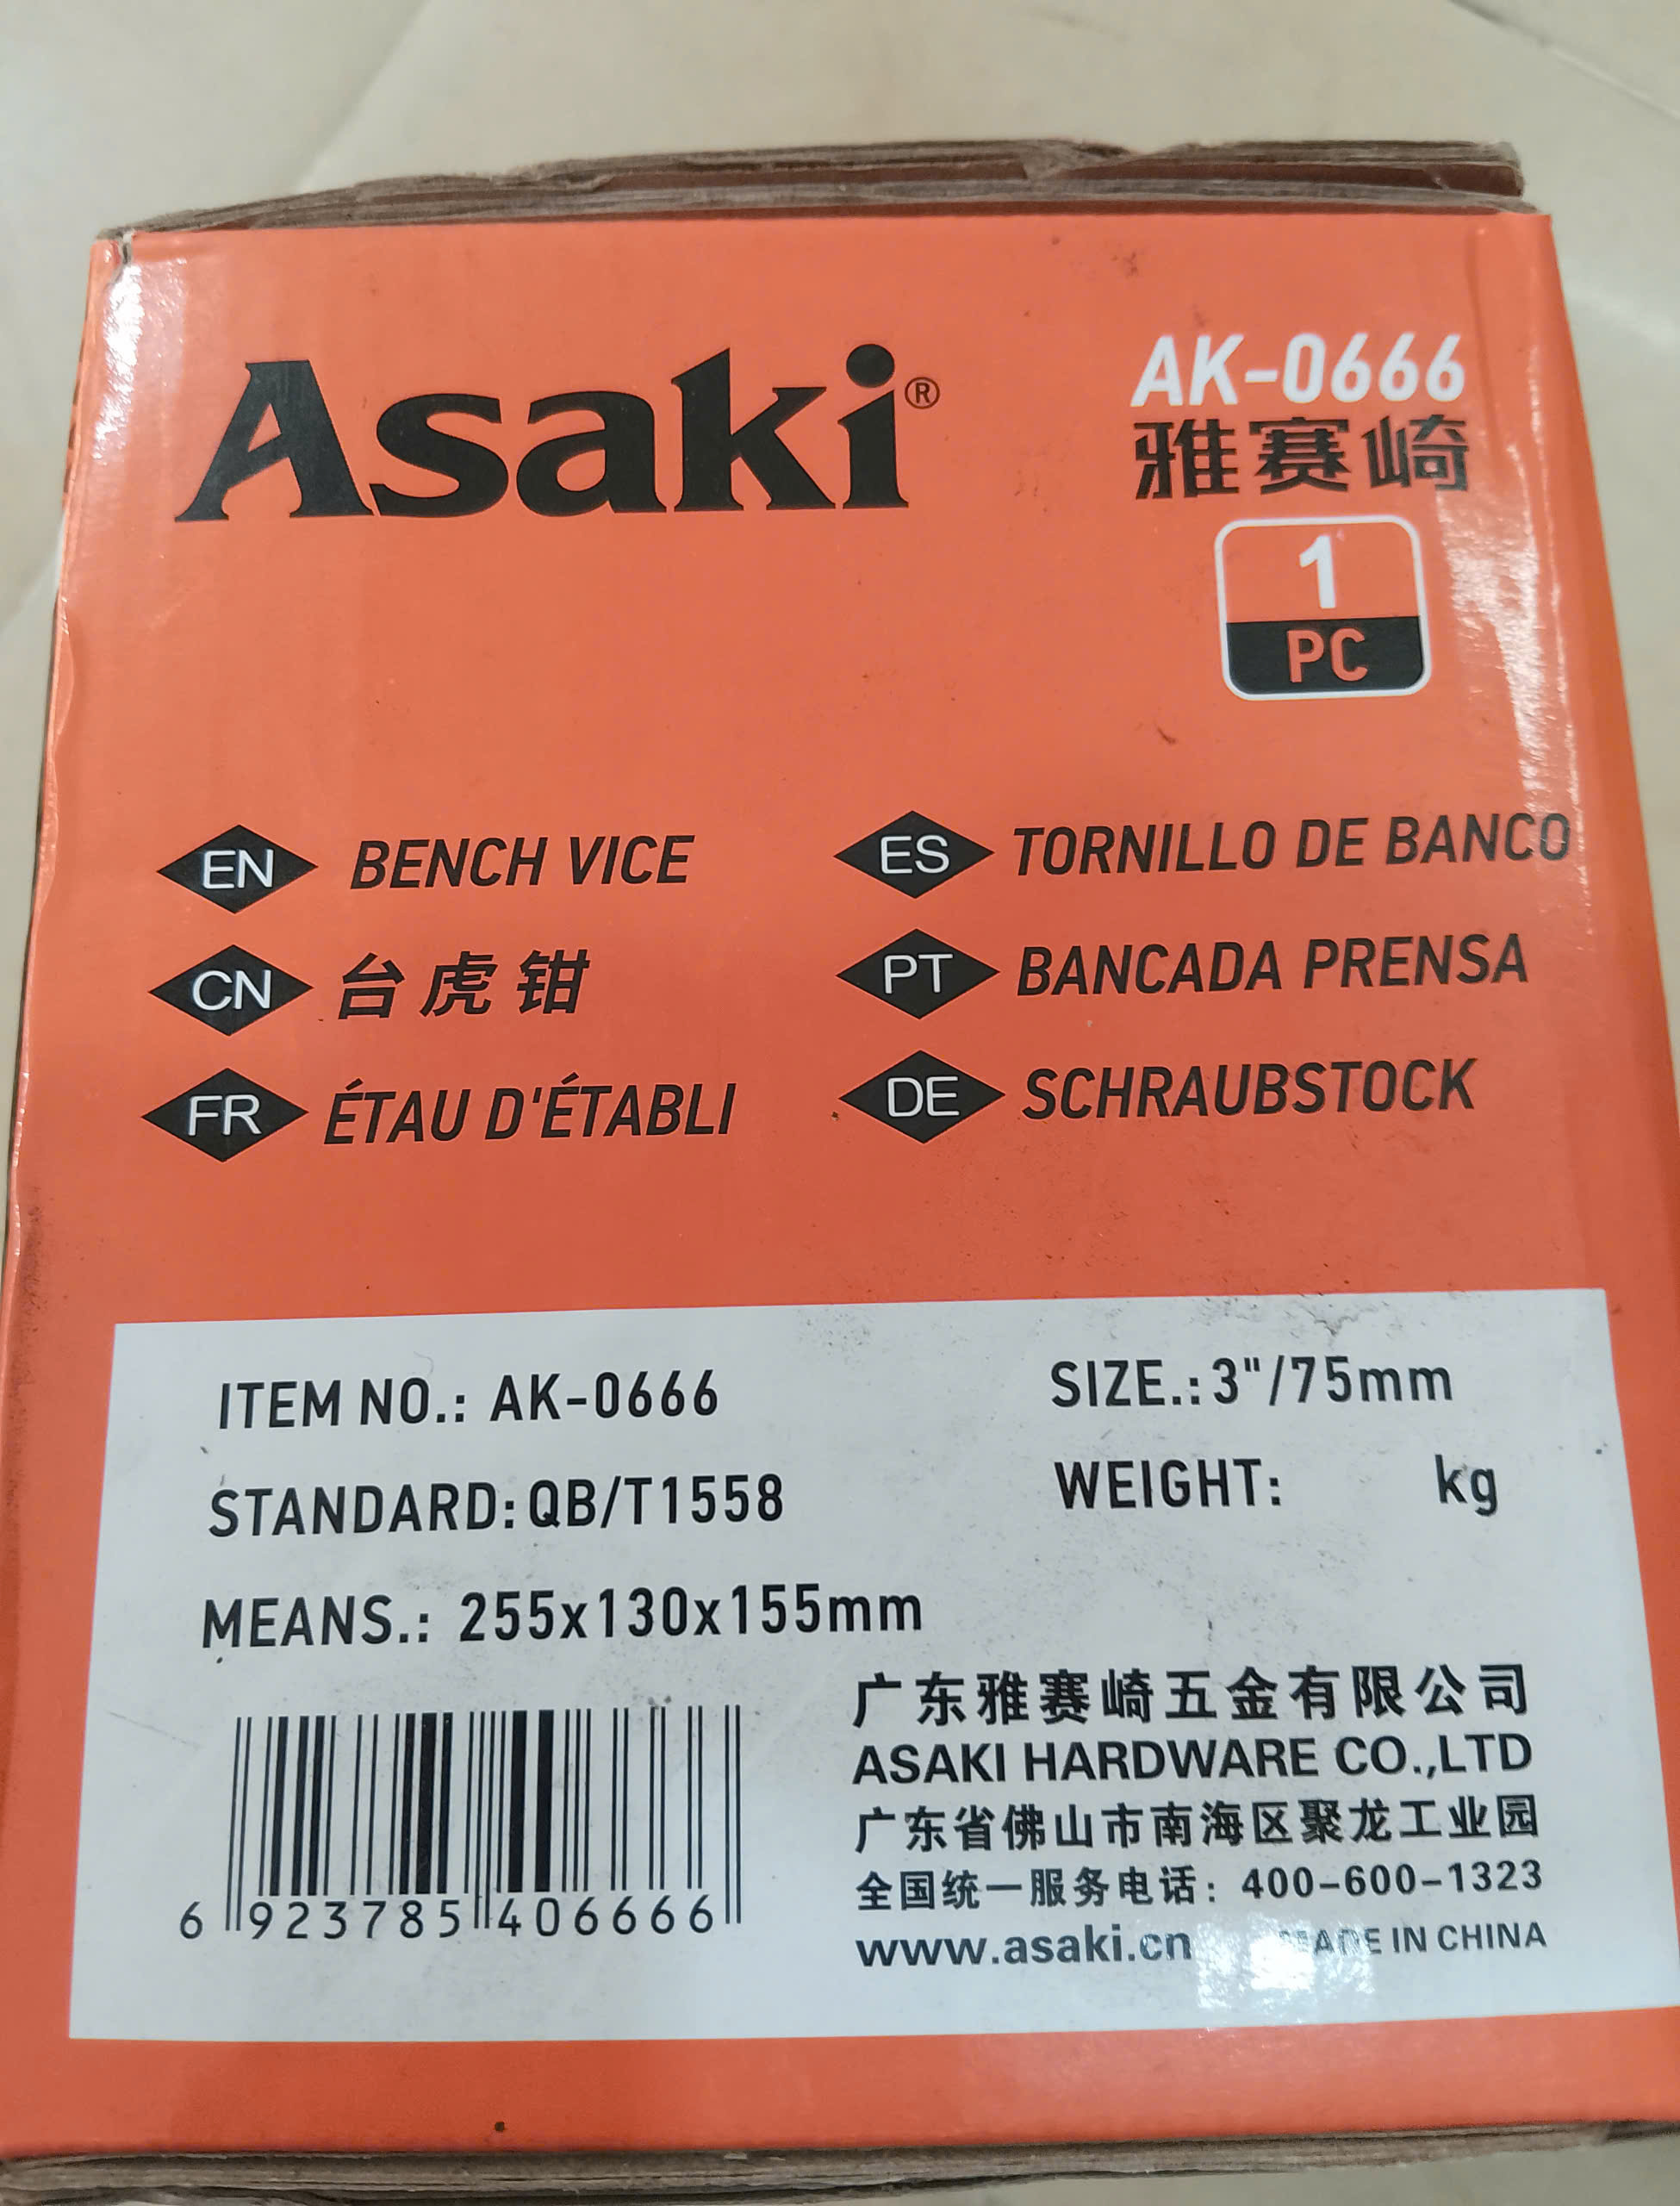 Asaki®
AK-0666
雅赛崎
1
PC
EN BENCH VICE
CN 台虎钳
FR ÉTAU D'ÉTABLI
ES TORNILLO DE BANCO
PT BANCADA PRENSA
DE SCHRAUBSTOCK
ITEM NO.: AK-0666
SIZE.:3"/75mm
STANDARD:QB/T1558
WEIGHT: kg
MEANS.: 255x130x155mm
6 923785 406666
广东雅赛崎五金有限公司
ASAKI HARDWARE CO.,LTD
广东省佛山市南海区聚龙工业园
全国统一服务电话：400-600-1323
www.asaki.cn MADE IN CHINA